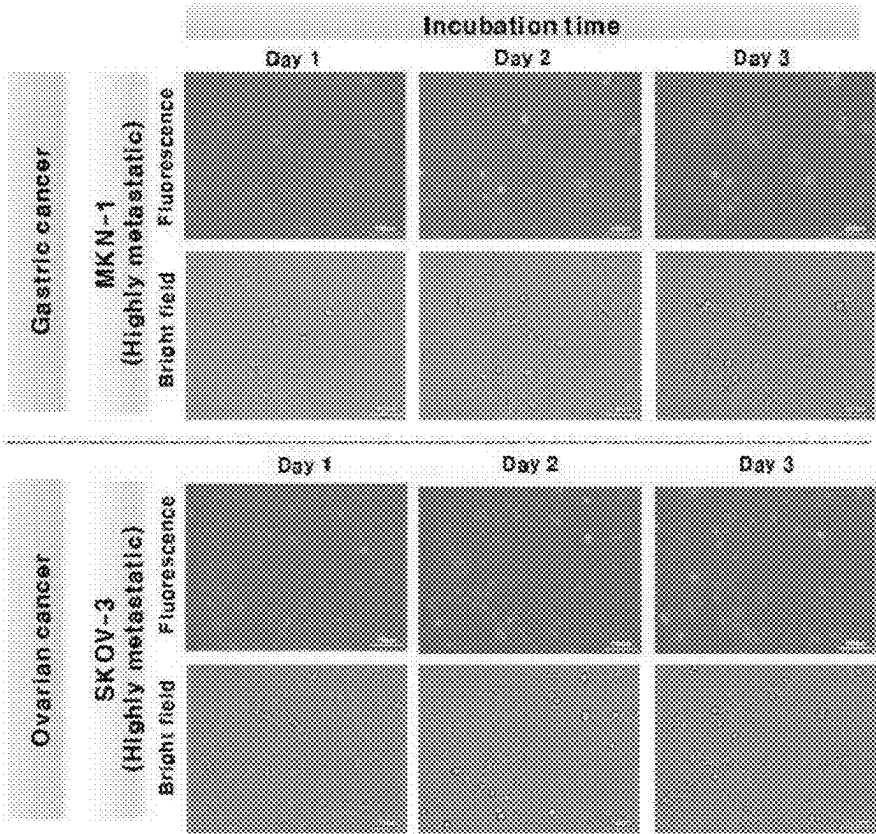 Incubation time
Day 1 Day 2 Day 3
Gastric cancer
MKN-1
(Highly metastatic)
Fluorescence
Bright field
Day 1 Day 2 Day 3
Ovarian cancer
SKOV-3
(Highly metastatic)
Fluorescence
Bright field